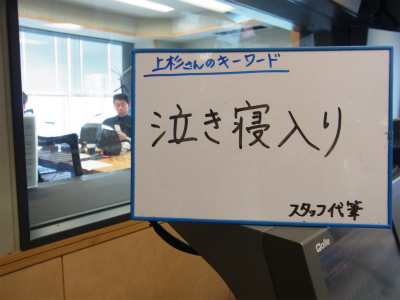 上杉さんのキーワード
泣き寝入り
スタッフ代筆